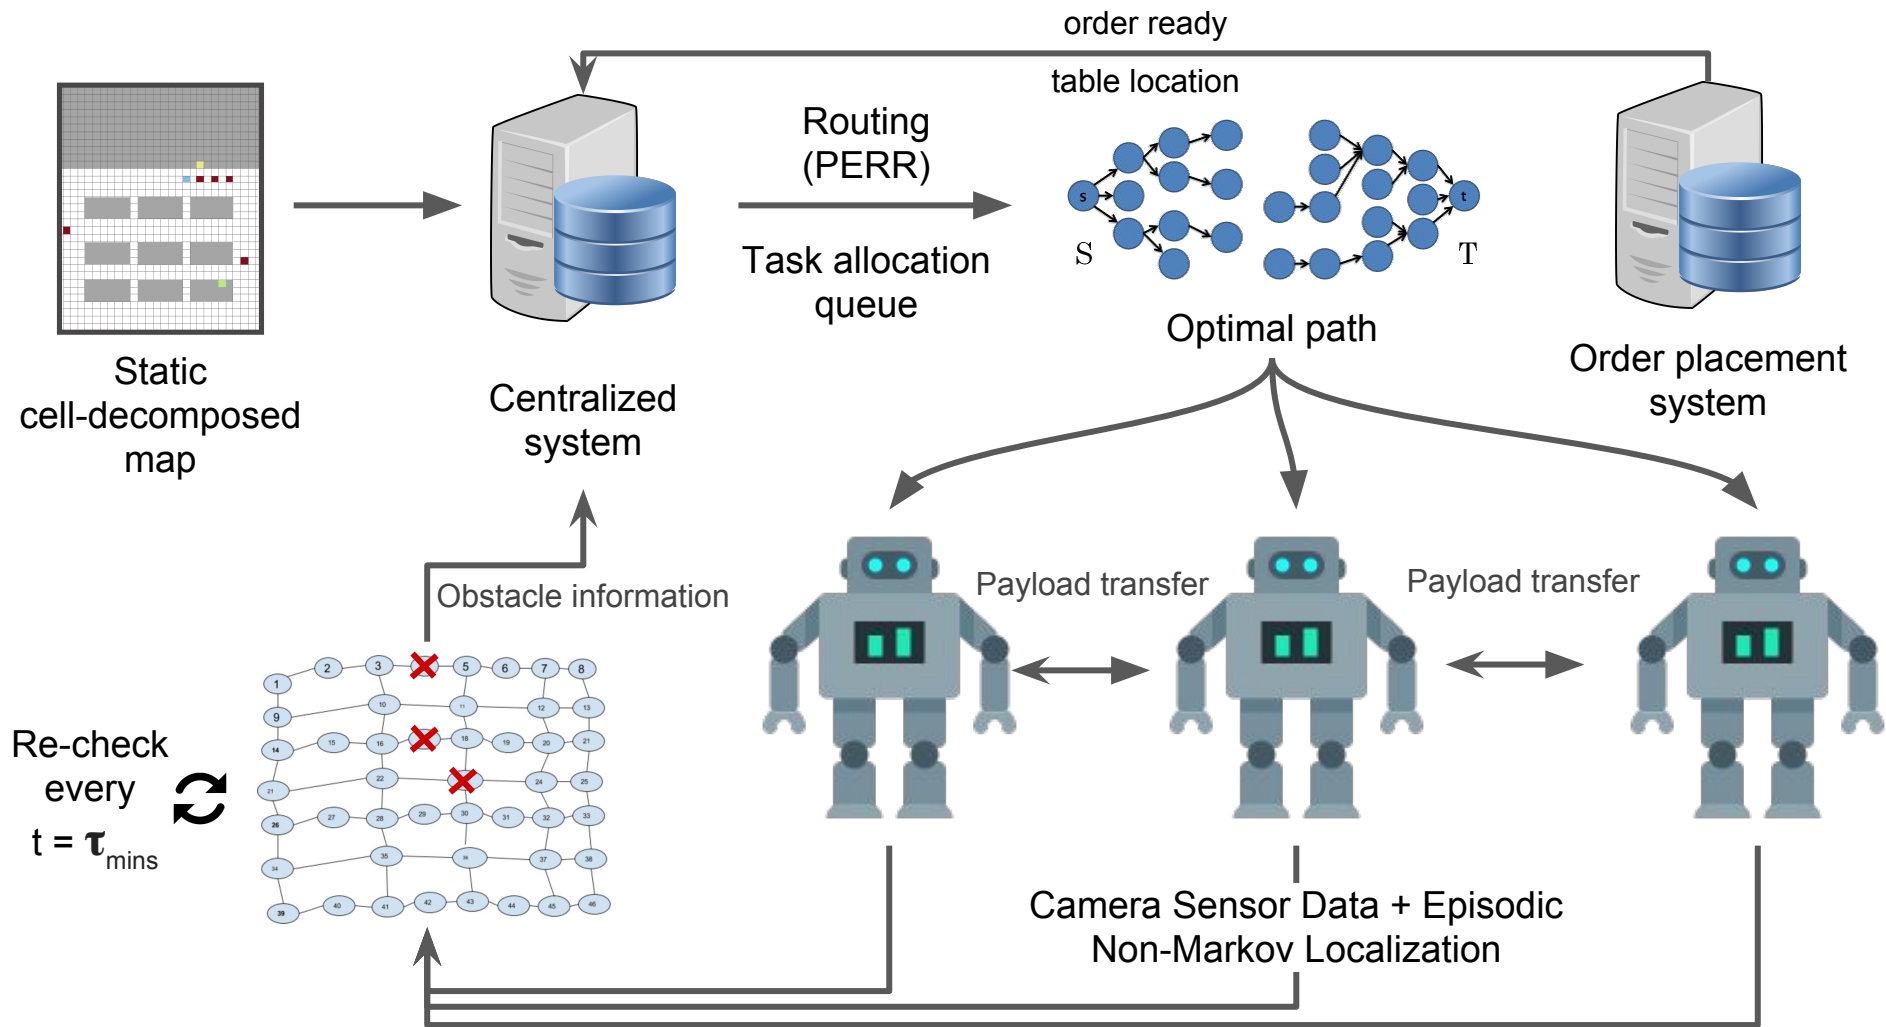 order ready
table location
Routing
(PERR)
Task allocation
queue
s
t
S
T
Optimal path
Static
cell-decomposed
map
Centralized
system
Order placement
system
Obstacle information
Payload transfer
Payload transfer
Re-check
every
t = τ mins
1 2 3 5 6 7 8
9 10 11 12 13
14 15 16 18 19 20 21
21 22 24 25
26 27 28 29 30 31 32 33
34 35 36 37 38
39 40 41 42 43 44 45 46
Camera Sensor Data + Episodic
Non-Markov Localization